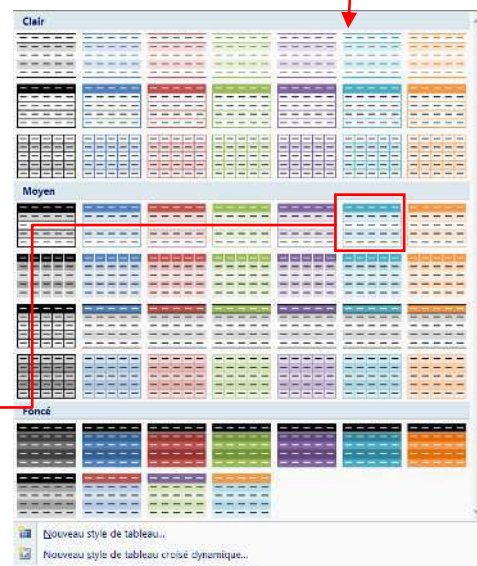 Clair
Moyen
Foncé
Nouveau style de tableau...
Nouveau style de tableau croisé dynamique...